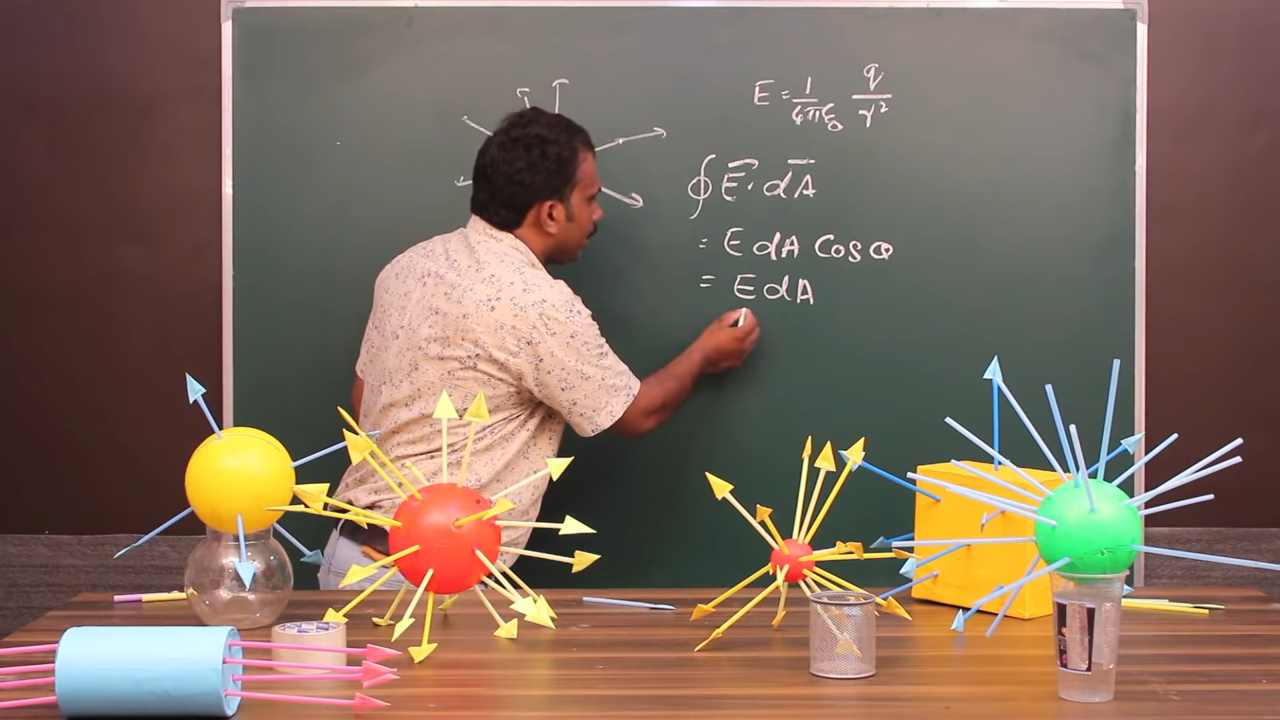 E = 1/4πε₀ q/r²
∮ E⃗ · dA⃗
= E dA Cos θ
= E dA